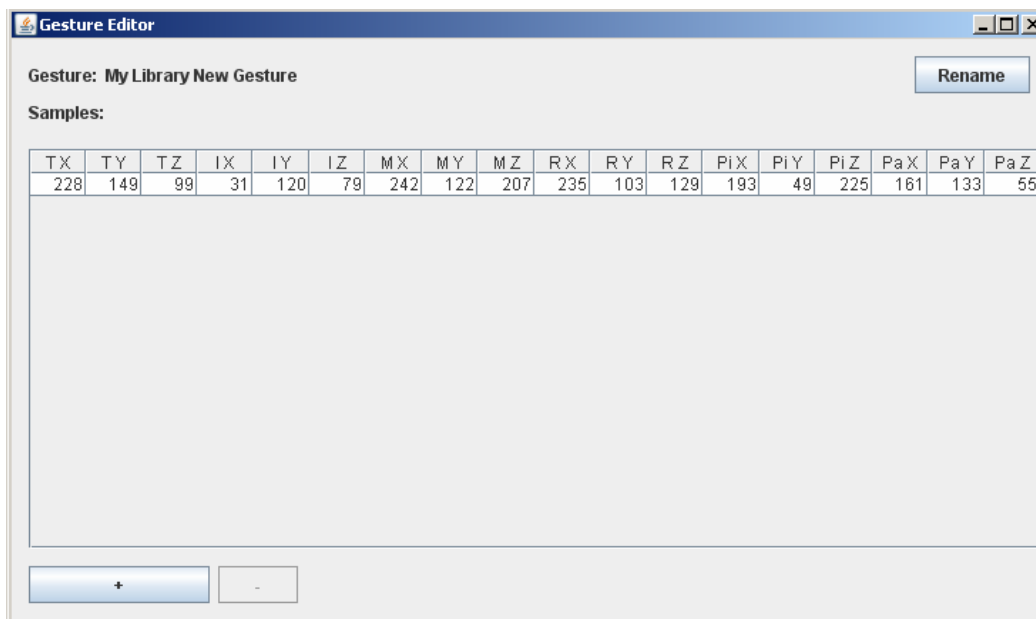 Gesture Editor
Gesture: My Library New Gesture
Rename
Samples:
TX TY TZ IX IY IZ MX MY MZ RX RY RZ PiX PiY PiZ PaX PaY PaZ
228 149 99 31 120 79 242 122 207 235 103 129 193 49 225 161 133 55
+ -